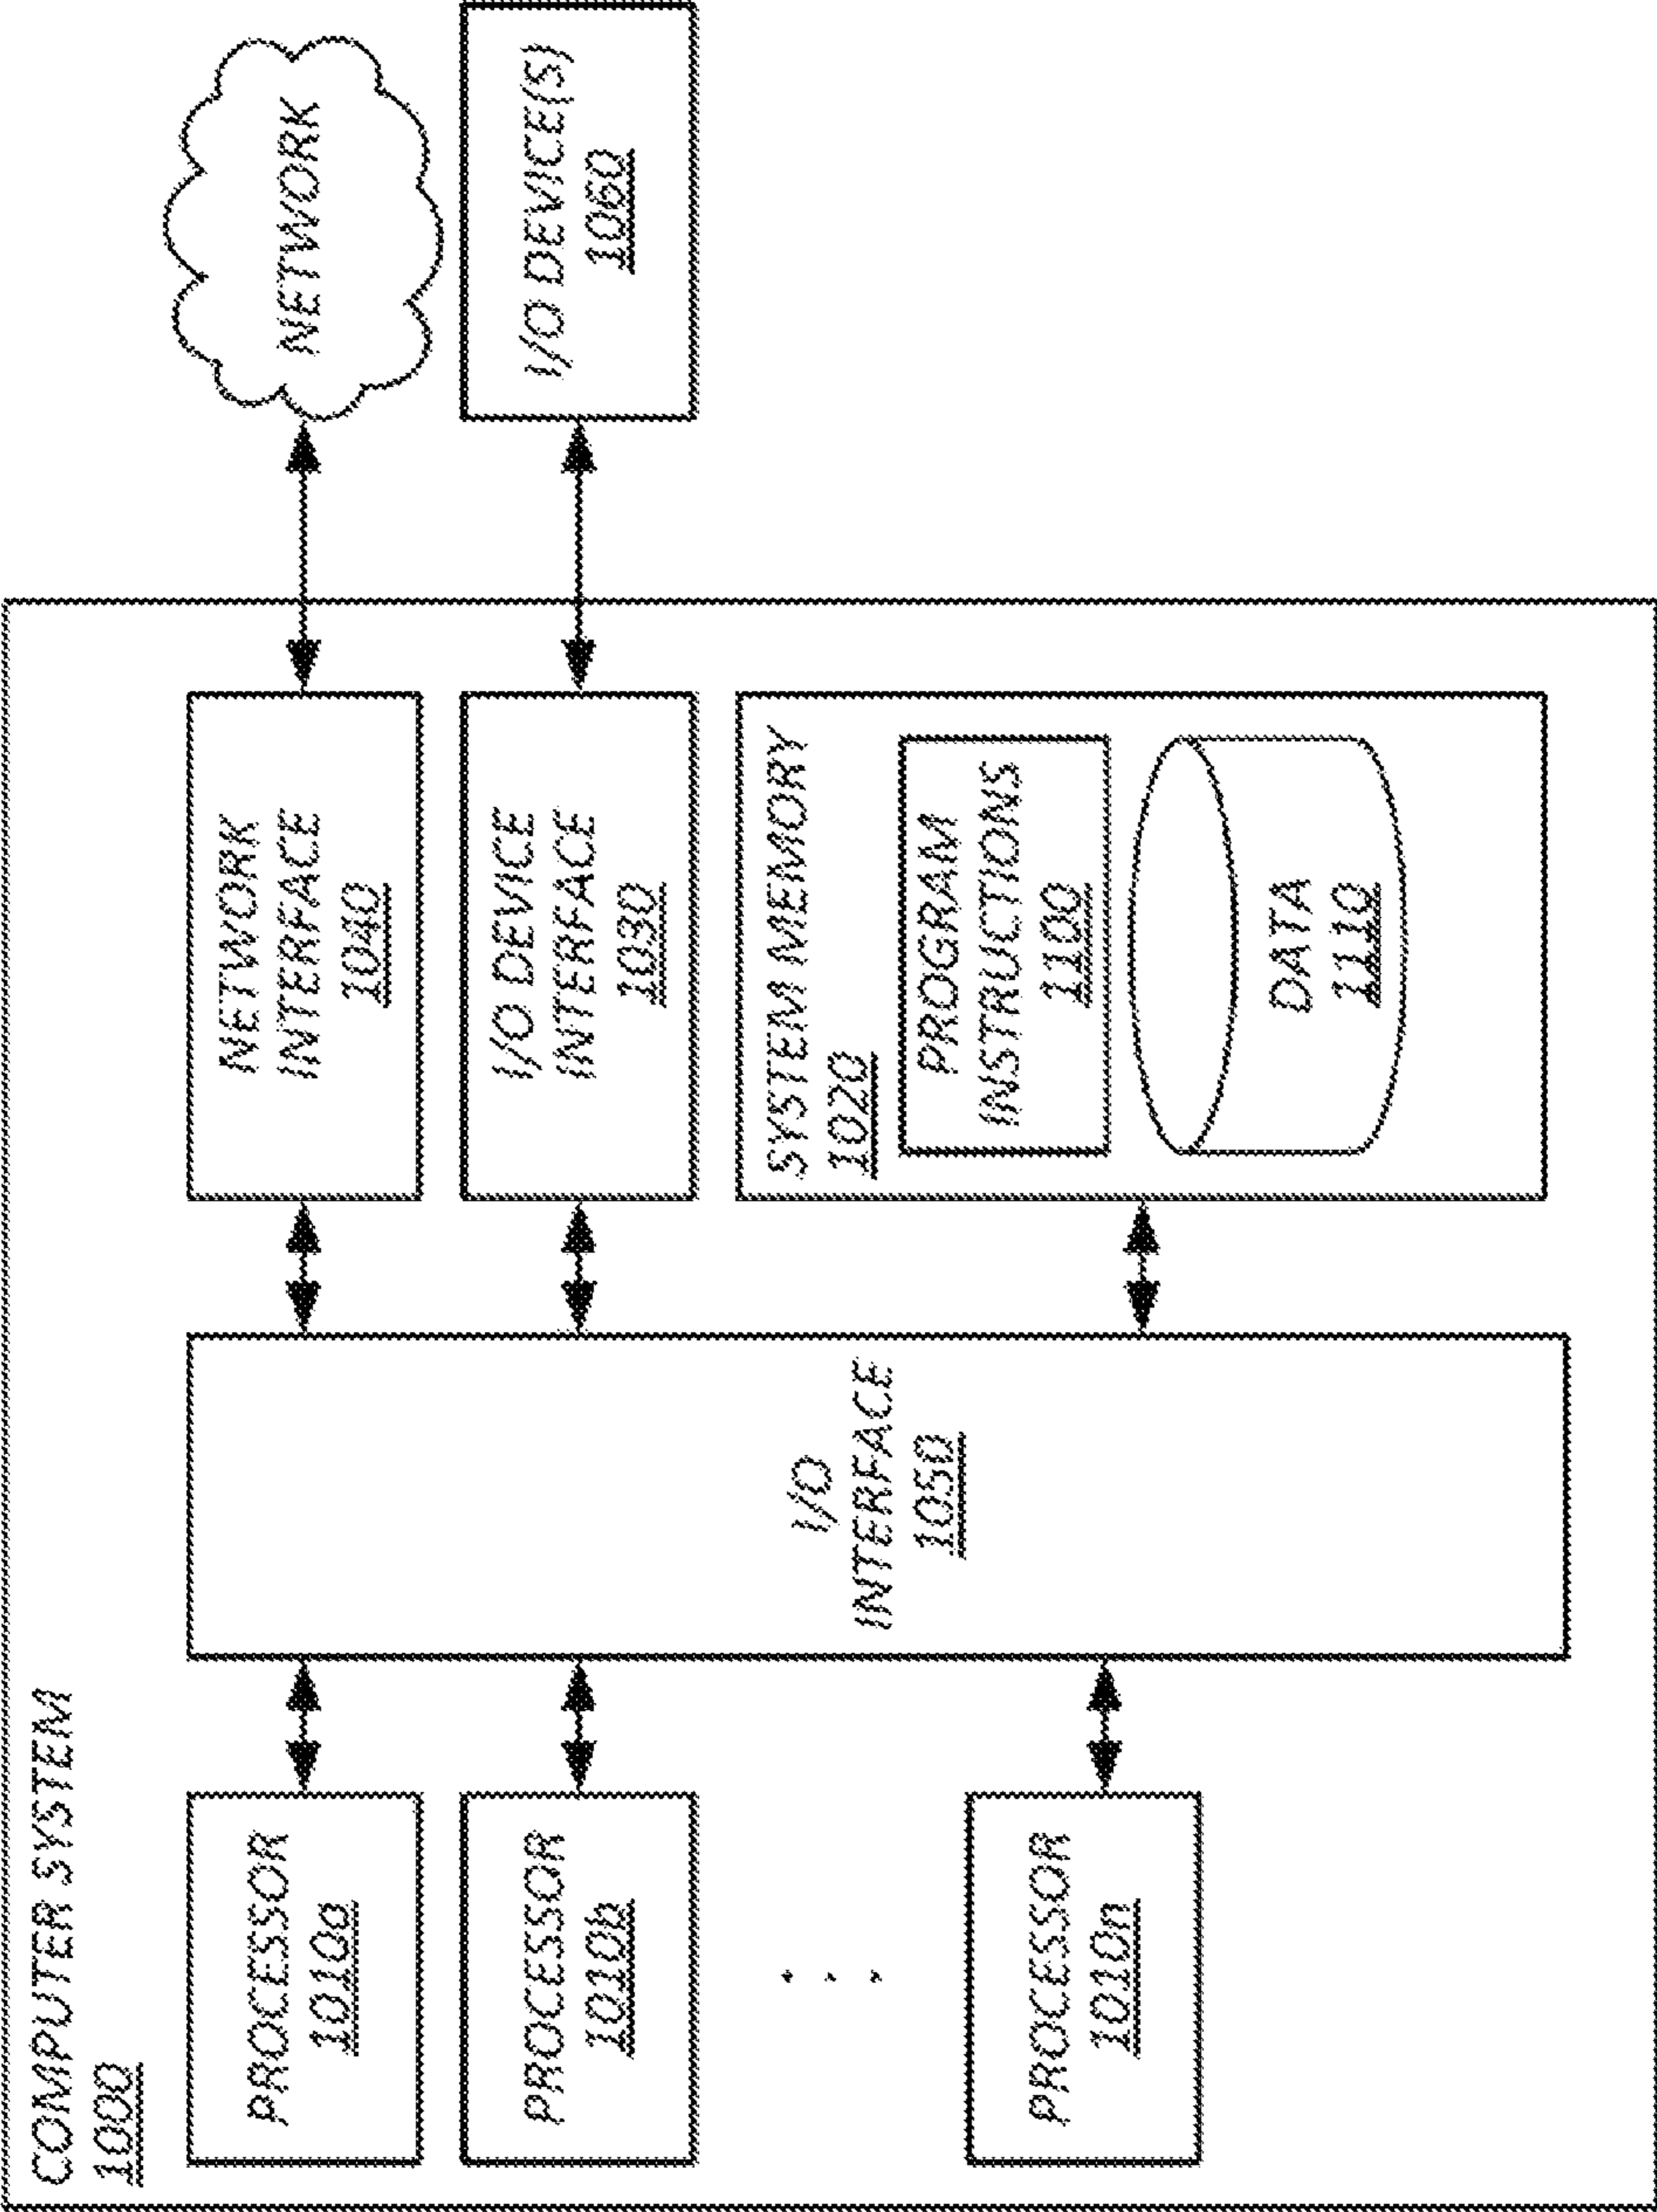 COMPUTER SYSTEM
1000
PROCESSOR
1010a
PROCESSOR
1010b
. . .
PROCESSOR
1010n
I/O
INTERFACE
1050
NETWORK
INTERFACE
1040
I/O DEVICE
INTERFACE
1030
SYSTEM MEMORY
1020
PROGRAM
INSTRUCTIONS
1100
DATA
1110
NETWORK
I/O DEVICE(S)
1060